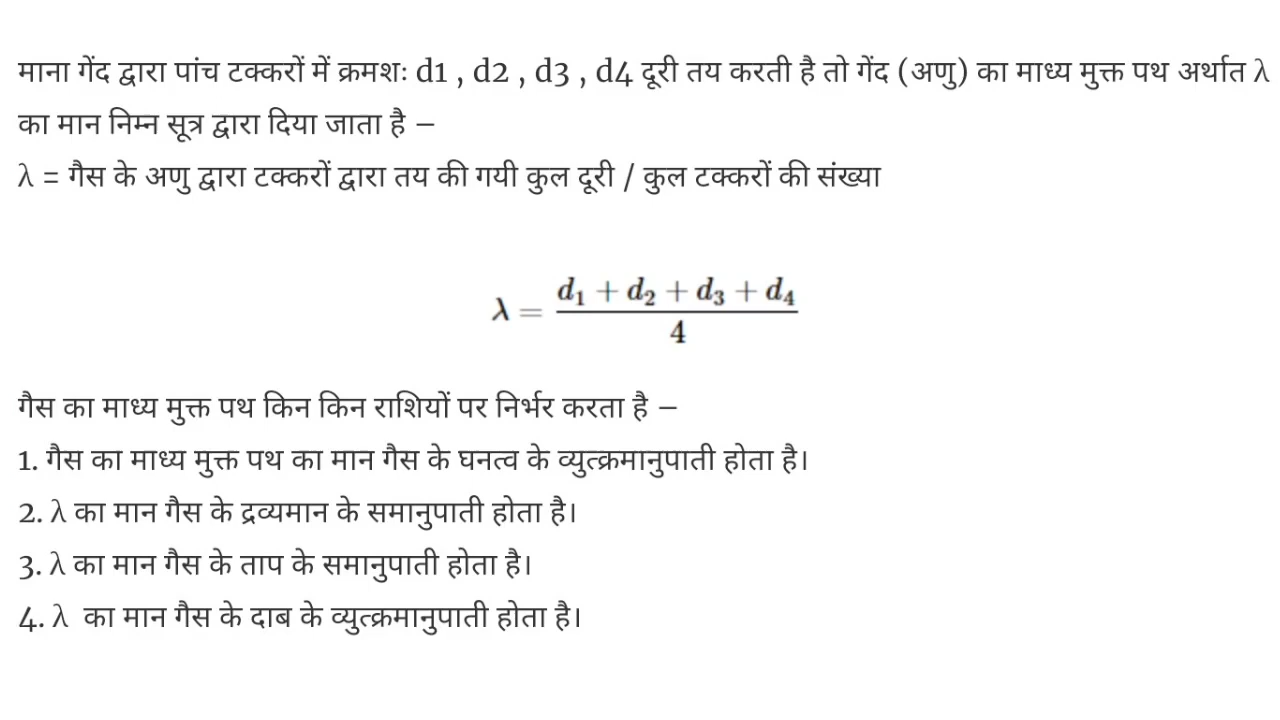 माना गेंद द्वारा पांच टक्करों में क्रमशः d1 , d2 , d3 , d4 दूरी तय करती है तो गेंद (अणु) का माध्य मुक्त पथ अर्थात λ
का मान निम्न सूत्र द्वारा दिया जाता है –
λ = गैस के अणु द्वारा टक्करों द्वारा तय की गयी कुल दूरी / कुल टक्करों की संख्या
λ = (d₁ + d₂ + d₃ + d₄) / 4
गैस का माध्य मुक्त पथ किन किन राशियों पर निर्भर करता है –
1. गैस का माध्य मुक्त पथ का मान गैस के घनत्व के व्युत्क्रमानुपाती होता है।
2. λ का मान गैस के द्रव्यमान के समानुपाती होता है।
3. λ का मान गैस के ताप के समानुपाती होता है।
4. λ का मान गैस के दाब के व्युत्क्रमानुपाती होता है।